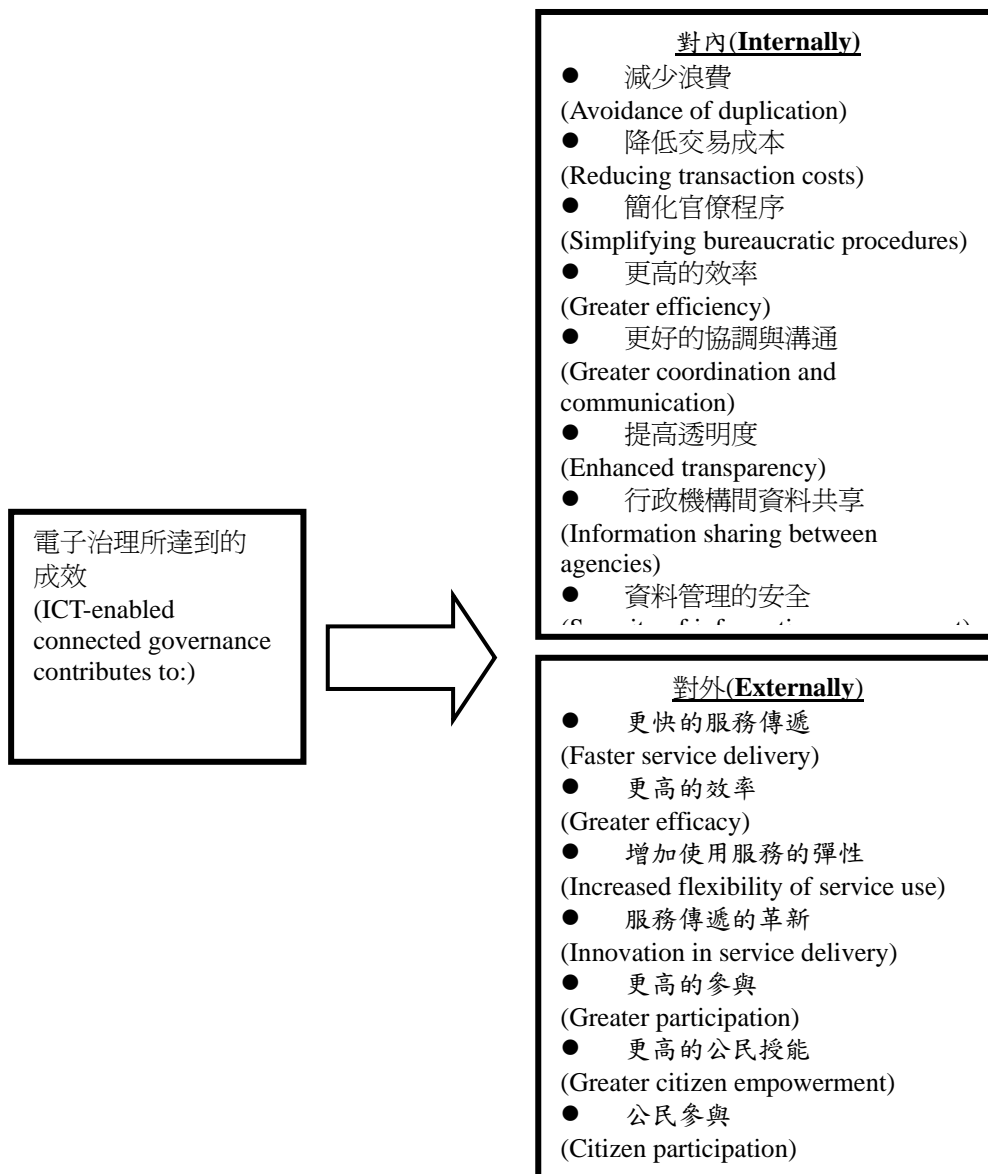 電子治理所達到的
成效
(ICT-enabled
connected governance
contributes to:)
對內(Internally)
● 減少浪費
(Avoidance of duplication)
● 降低交易成本
(Reducing transaction costs)
● 簡化官僚程序
(Simplifying bureaucratic procedures)
● 更高的效率
(Greater efficiency)
● 更好的協調與溝通
(Greater coordination and
communication)
● 提高透明度
(Enhanced transparency)
● 行政機構間資料共享
(Information sharing between
agencies)
● 資料管理的安全
對外(Externally)
● 更快的服務傳遞
(Faster service delivery)
● 更高的效率
(Greater efficacy)
● 增加使用服務的彈性
(Increased flexibility of service use)
● 服務傳遞的革新
(Innovation in service delivery)
● 更高的參與
(Greater participation)
● 更高的公民授能
(Greater citizen empowerment)
● 公民參與
(Citizen participation)